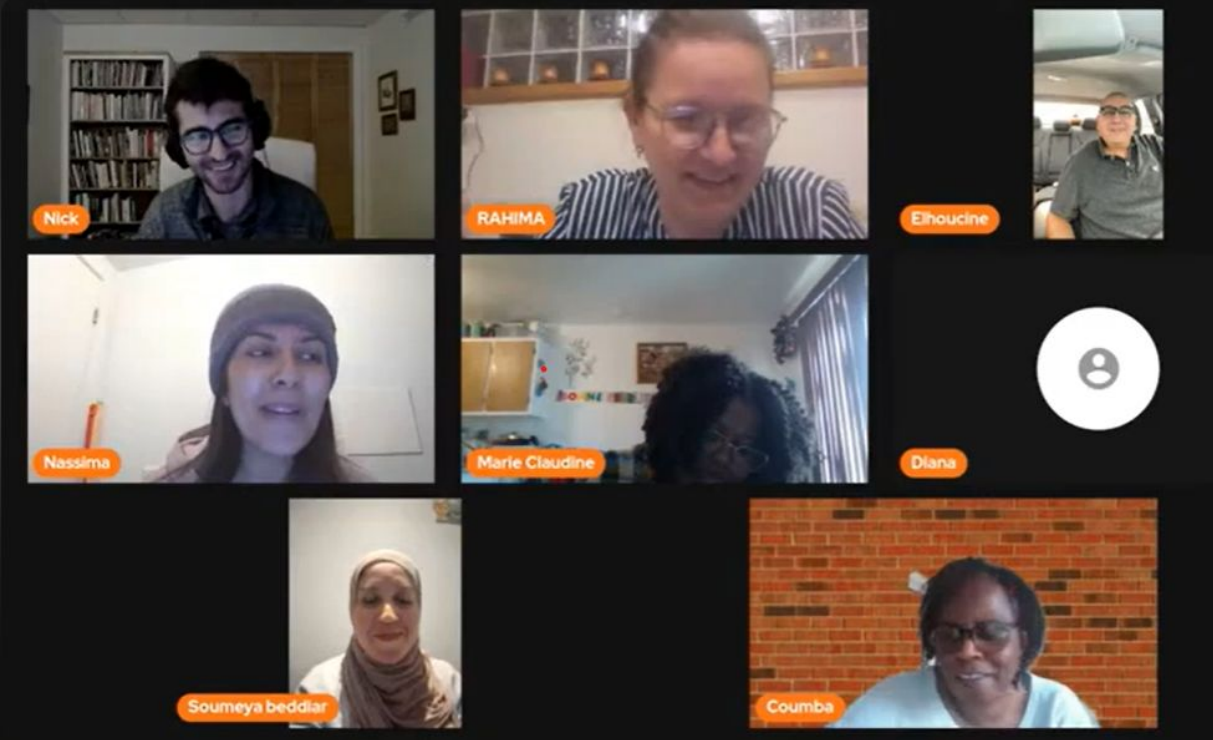 Nick
RAHIMA
Elhoucine
Nassima
Marie Claudine
Diana
Soumeya beddiar
Coumba